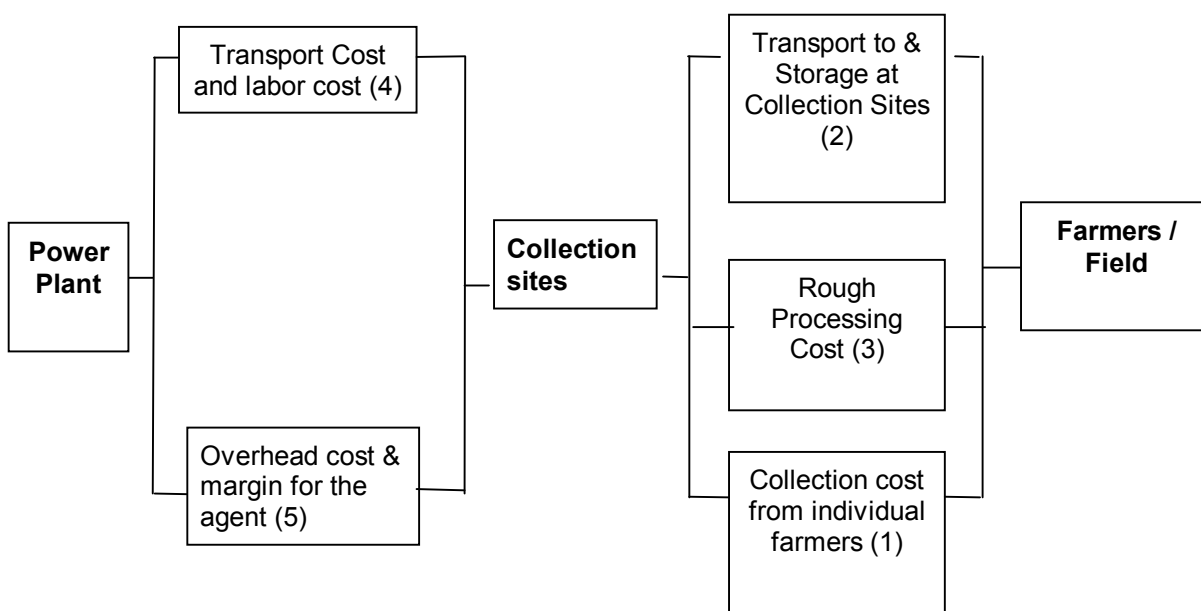 Transport Cost
and labor cost (4)
Transport to &
Storage at
Collection Sites
(2)
Power
Plant
Collection
sites
Farmers /
Field
Rough
Processing
Cost (3)
Overhead cost &
margin for the
agent (5)
Collection cost
from individual
farmers (1)